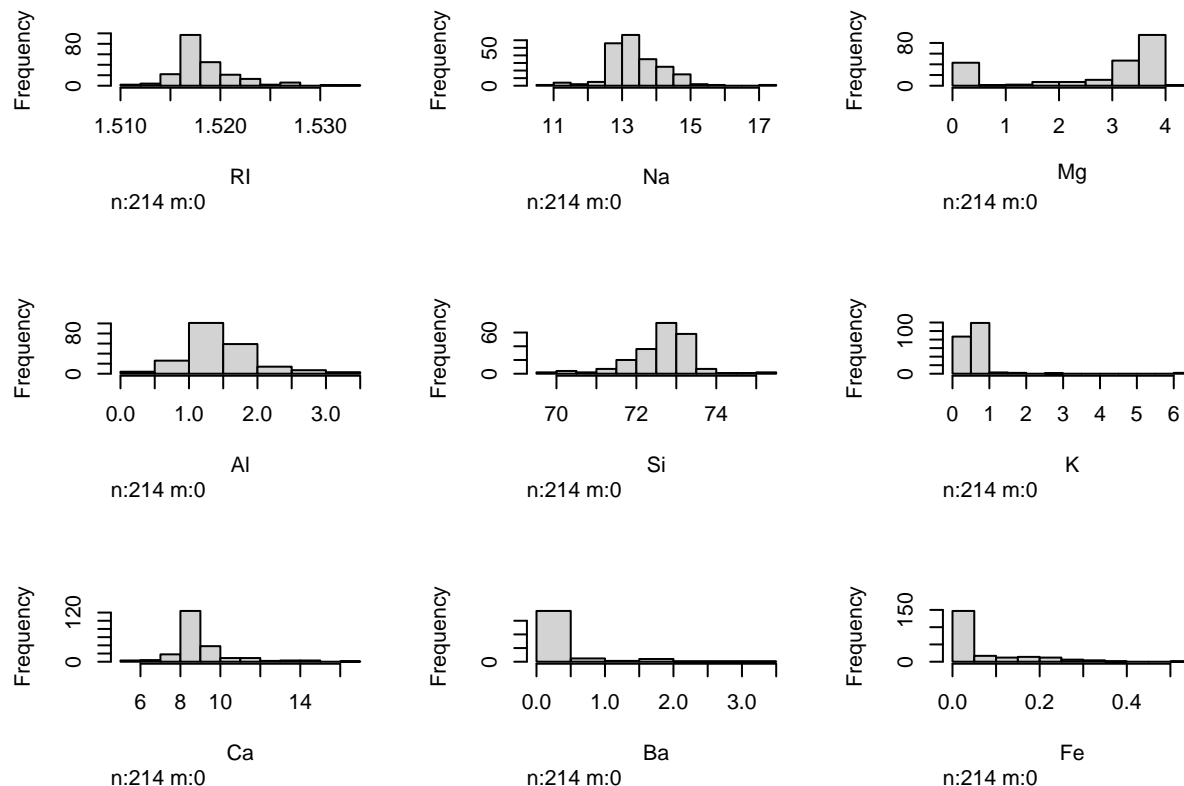 Frequency
0 80
1.510 1.520 1.530
RI
n:214 m:0
Frequency
0 50
11 13 15 17
Na
n:214 m:0
Frequency
0 80
0 1 2 3 4
Mg
n:214 m:0
Frequency
0 80
0.0 1.0 2.0 3.0
Al
n:214 m:0
Frequency
0 60
70 72 74
Si
n:214 m:0
Frequency
0 100
0 1 2 3 4 5 6
K
n:214 m:0
Frequency
0 120
6 8 10 14
Ca
n:214 m:0
Frequency
0
0.0 1.0 2.0 3.0
Ba
n:214 m:0
Frequency
0 150
0.0 0.2 0.4
Fe
n:214 m:0